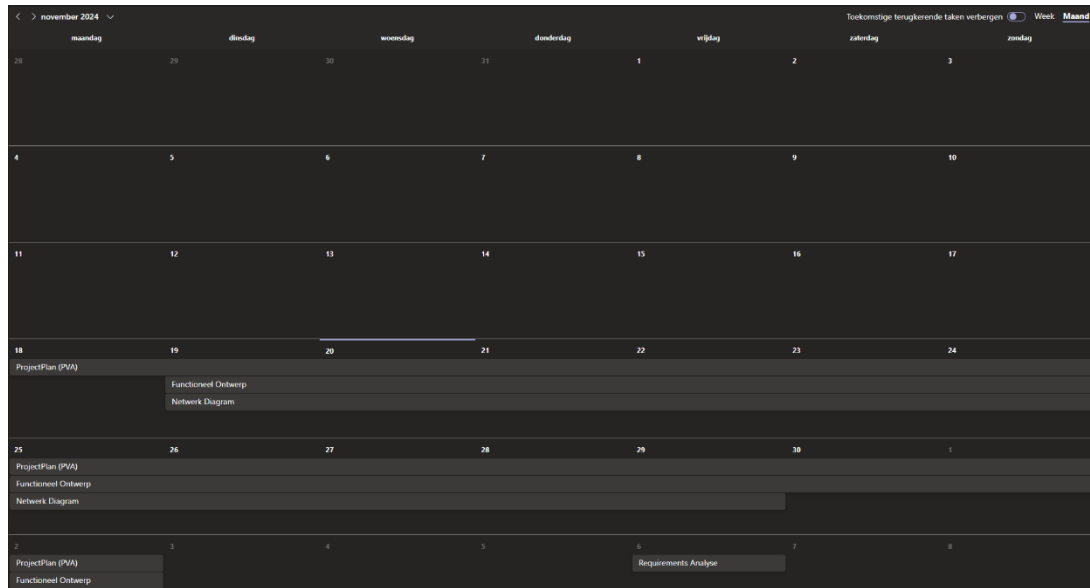 november 2024 Toekomstige terugkerende taken verbergen Week Maand
maandag dinsdag woensdag donderdag vrijdag zaterdag zondag
28 29 30 31 1 2 3
4 5 6 7 8 9 10
11 12 13 14 15 16 17
18 19 20 21 22 23 24
ProjectPlan (PVA)
Functioneel Ontwerp
Netwerk Diagram
25 26 27 28 29 30 1
ProjectPlan (PVA)
Functioneel Ontwerp
Netwerk Diagram
2 3 4 5 6 7 8
ProjectPlan (PVA) Requirements Analyse
Functioneel Ontwerp